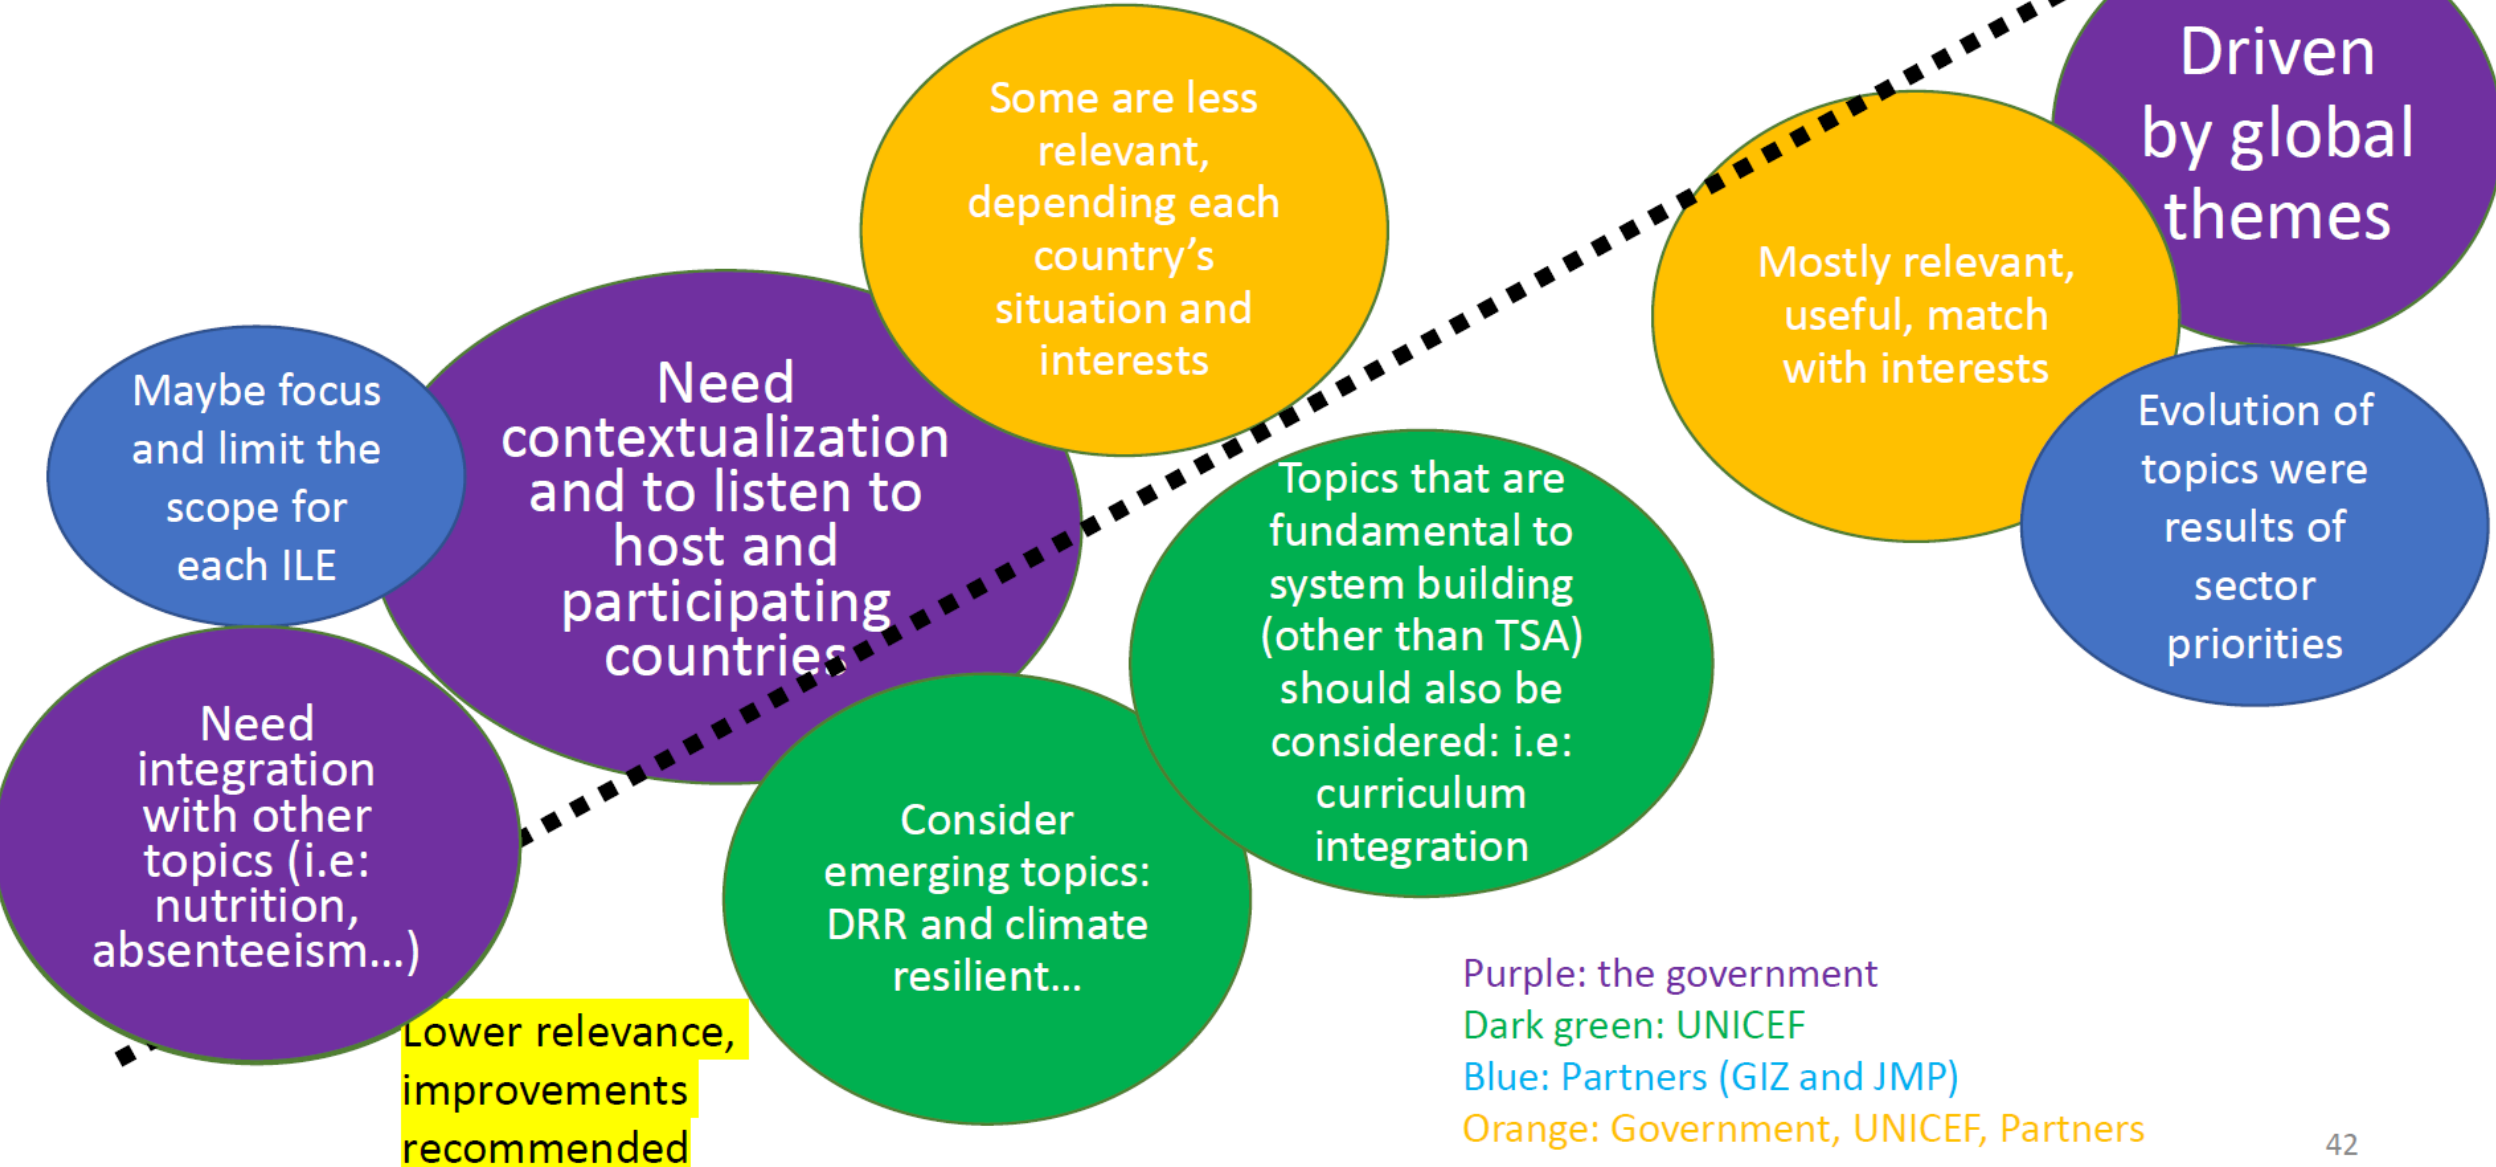 Driven
by global
themes
Some are less
relevant,
depending each
country’s
situation and
interests
Mostly relevant,
useful, match
with interests
Maybe focus
and limit the
scope for
each ILE
Need
contextualization
and to listen to
host and
participating
countries
Evolution of
topics were
results of
sector
priorities
Topics that are
fundamental to
system building
(other than TSA)
should also be
considered: i.e:
curriculum
integration
Need
integration
with other
topics (i.e:
nutrition,
absenteeism...)
Consider
emerging topics:
DRR and climate
resilient...
Lower relevance,
improvements
recommended
Purple: the government
Dark green: UNICEF
Blue: Partners (GIZ and JMP)
Orange: Government, UNICEF, Partners
42